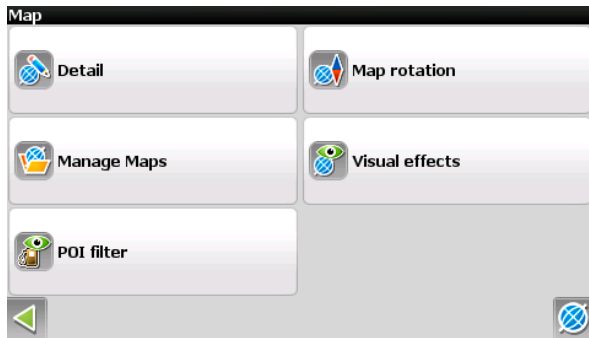 Map
Detail
Map rotation
Manage Maps
Visual effects
POI filter